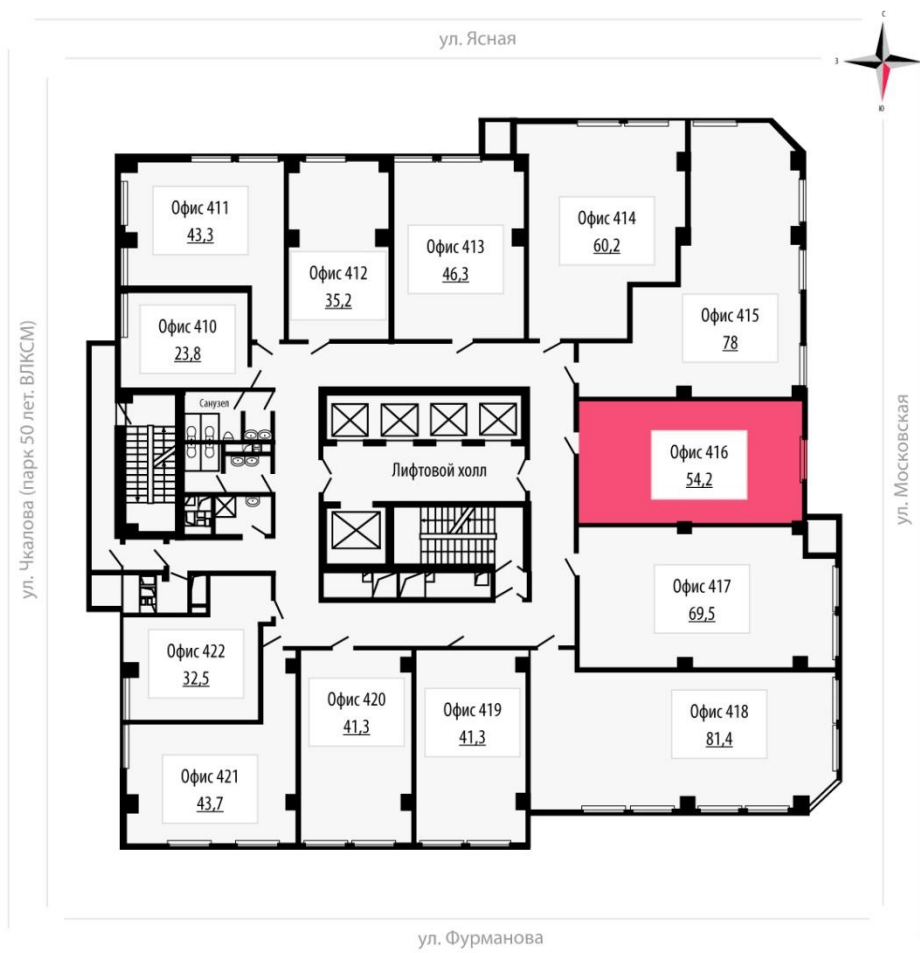 ул. Ясная
С
З
Ю
Офис 411
43,3
Офис 412
35,2
Офис 413
46,3
Офис 414
60,2
Офис 410
23,8
Офис 415
78
Санузел
Лифтовой холл
Офис 416
54,2
ул. Чкалова (парк 50 лет. ВЛКСМ)
ул. Московская
Офис 417
69,5
Офис 422
32,5
Офис 420
41,3
Офис 419
41,3
Офис 418
81,4
Офис 421
43,7
ул. Фурманова